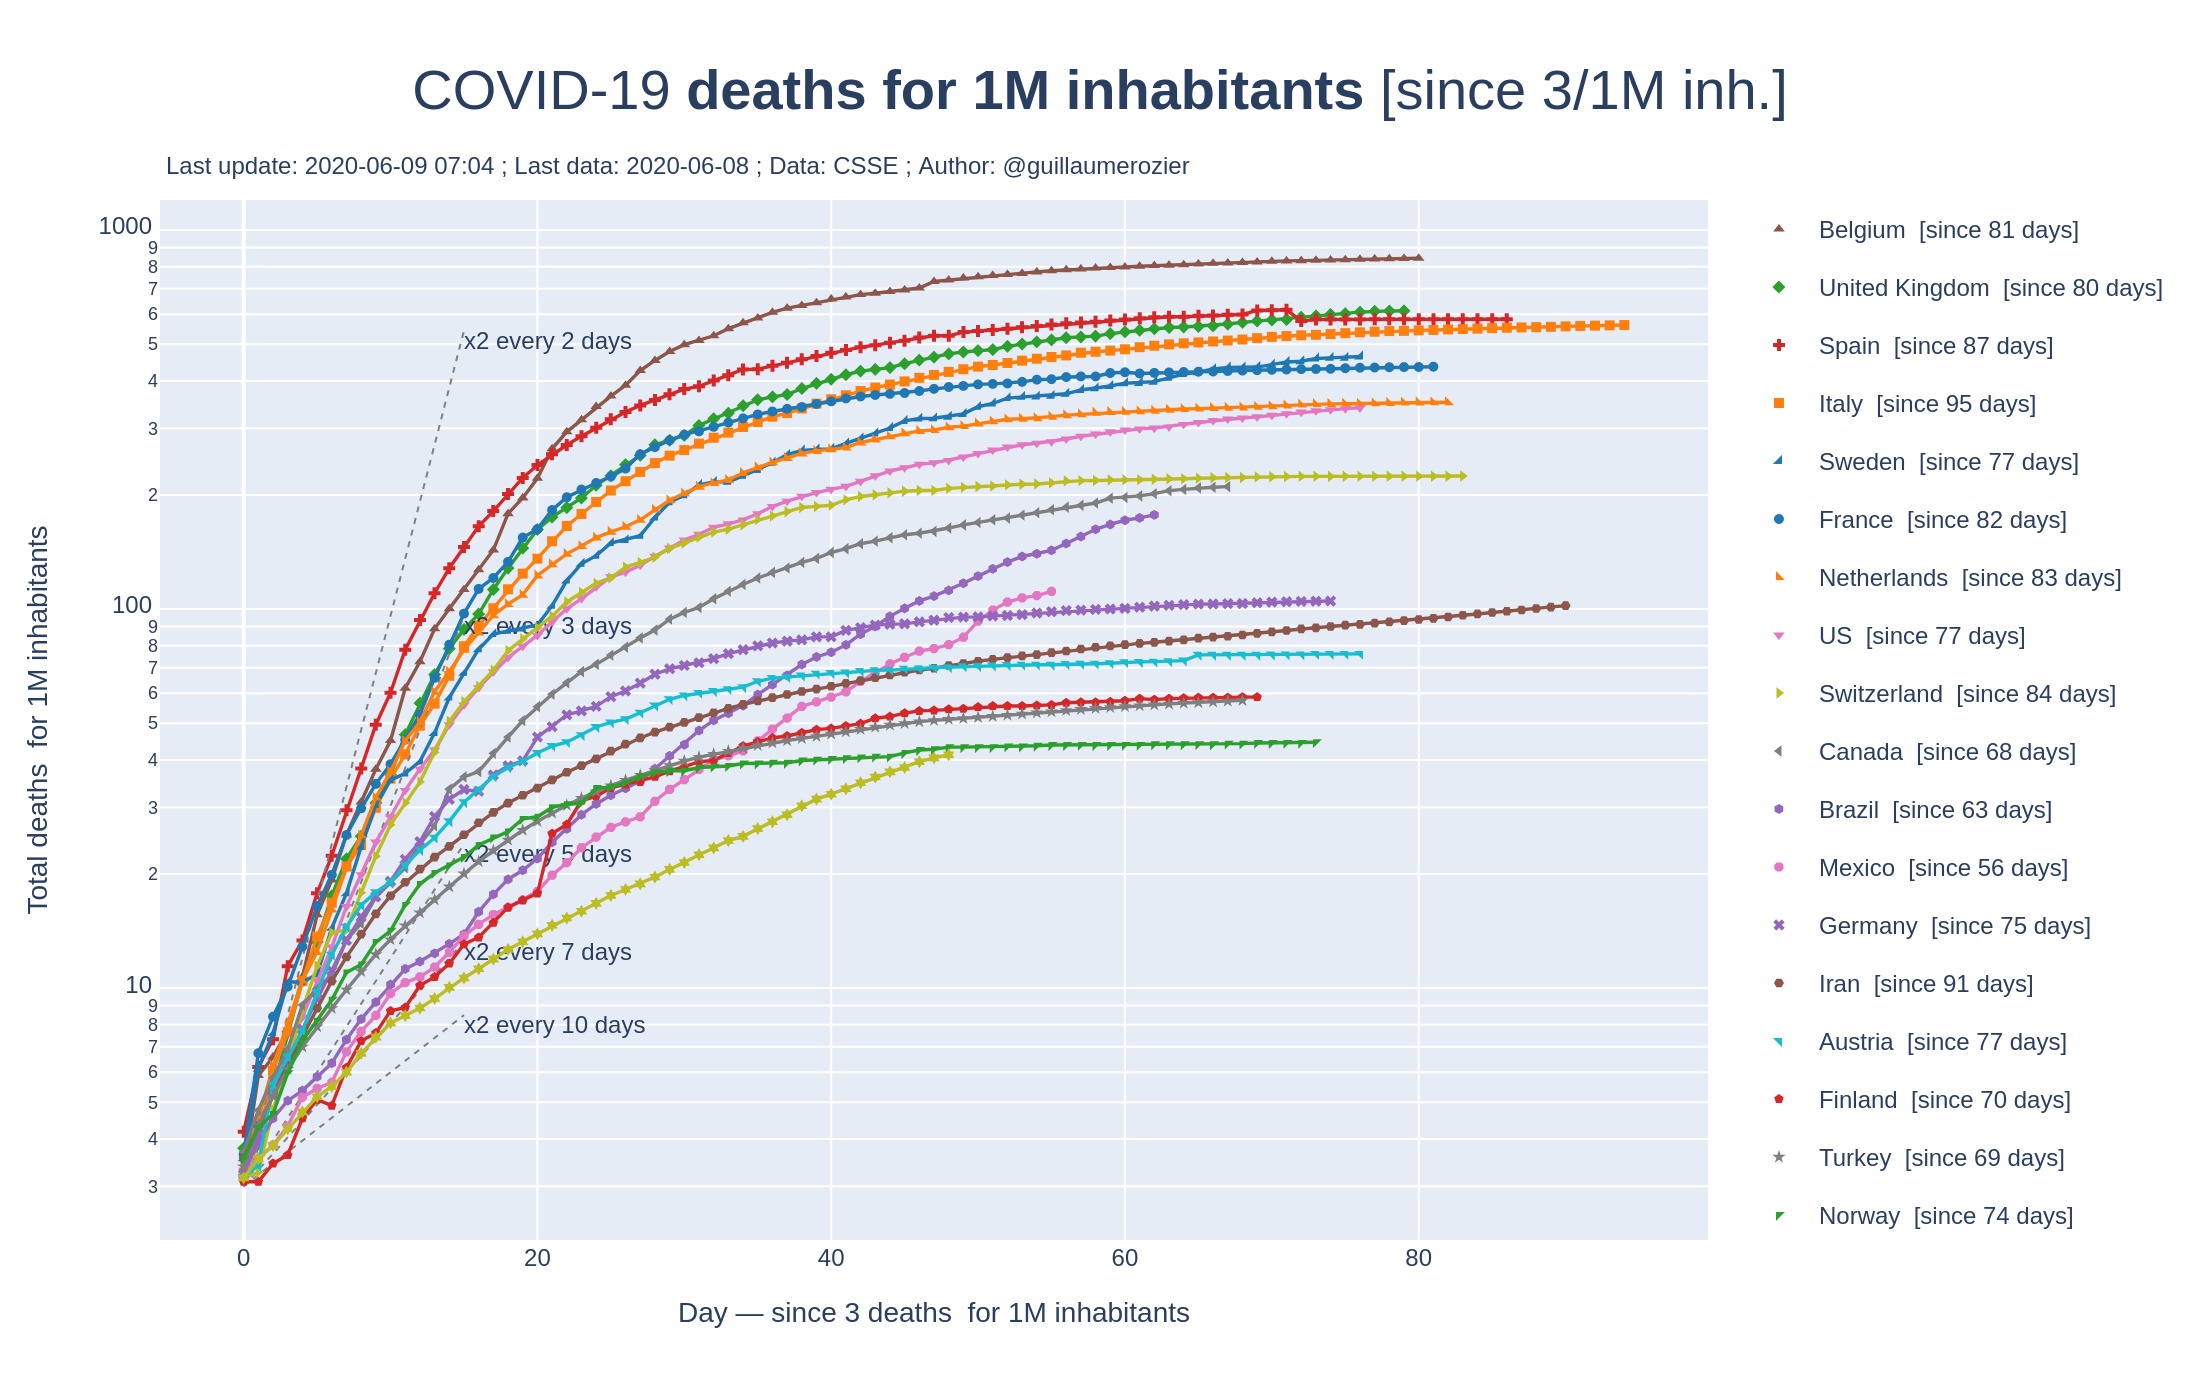 COVID-19 deaths for 1M inhabitants [since 3/1M inh.]
Last update: 2020-06-09 07:04 ; Last data: 2020-06-08 ; Data: CSSE ; Author: @guillaumerozier
Total deaths for 1M inhabitants
1000
9
8
7
6
5
4
3
2
100
9
8
7
6
5
4
3
2
10
9
8
7
6
5
4
3
x2 every 2 days
x2 every 3 days
x2 every 5 days
x2 every 7 days
x2 every 10 days
0 20 40 60 80
Day — since 3 deaths for 1M inhabitants
Belgium [since 81 days]
United Kingdom [since 80 days]
Spain [since 87 days]
Italy [since 95 days]
Sweden [since 77 days]
France [since 82 days]
Netherlands [since 83 days]
US [since 77 days]
Switzerland [since 84 days]
Canada [since 68 days]
Brazil [since 63 days]
Mexico [since 56 days]
Germany [since 75 days]
Iran [since 91 days]
Austria [since 77 days]
Finland [since 70 days]
Turkey [since 69 days]
Norway [since 74 days]